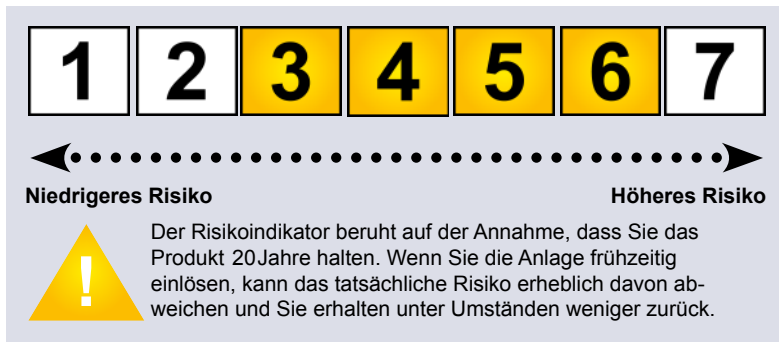 1 2 3 4 5 6 7
Niedrigeres Risiko Höheres Risiko
!
Der Risikoindikator beruht auf der Annahme, dass Sie das
Produkt 20Jahre halten. Wenn Sie die Anlage frühzeitig
einlösen, kann das tatsächliche Risiko erheblich davon ab-
weichen und Sie erhalten unter Umständen weniger zurück.